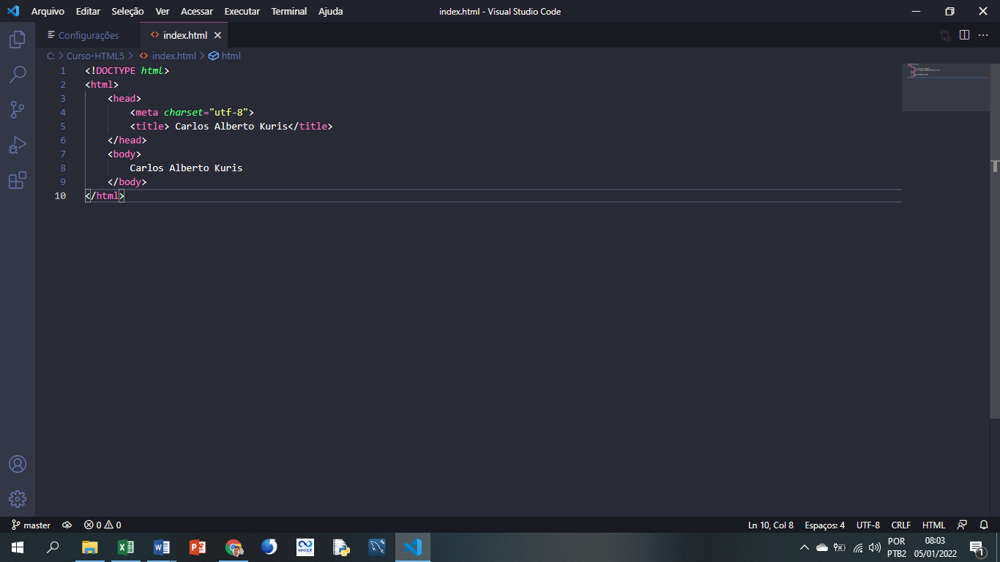 Arquivo Editar Seleção Ver Acessar Executar Terminal Ajuda index.html - Visual Studio Code
Configurações index.html
C: > Curso-HTML5 > index.html > html
1 <!DOCTYPE html>
2 <html>
3 <head>
4 <meta charset="utf-8">
5 <title> Carlos Alberto Kuris</title>
6 </head>
7 <body>
8 Carlos Alberto Kuris
9 </body>
10 </html>
master 0 0 Ln 10, Col 8 Espaços: 4 UTF-8 CRLF HTML
POR 08:03
PTB2 05/01/2022 1
MAKER